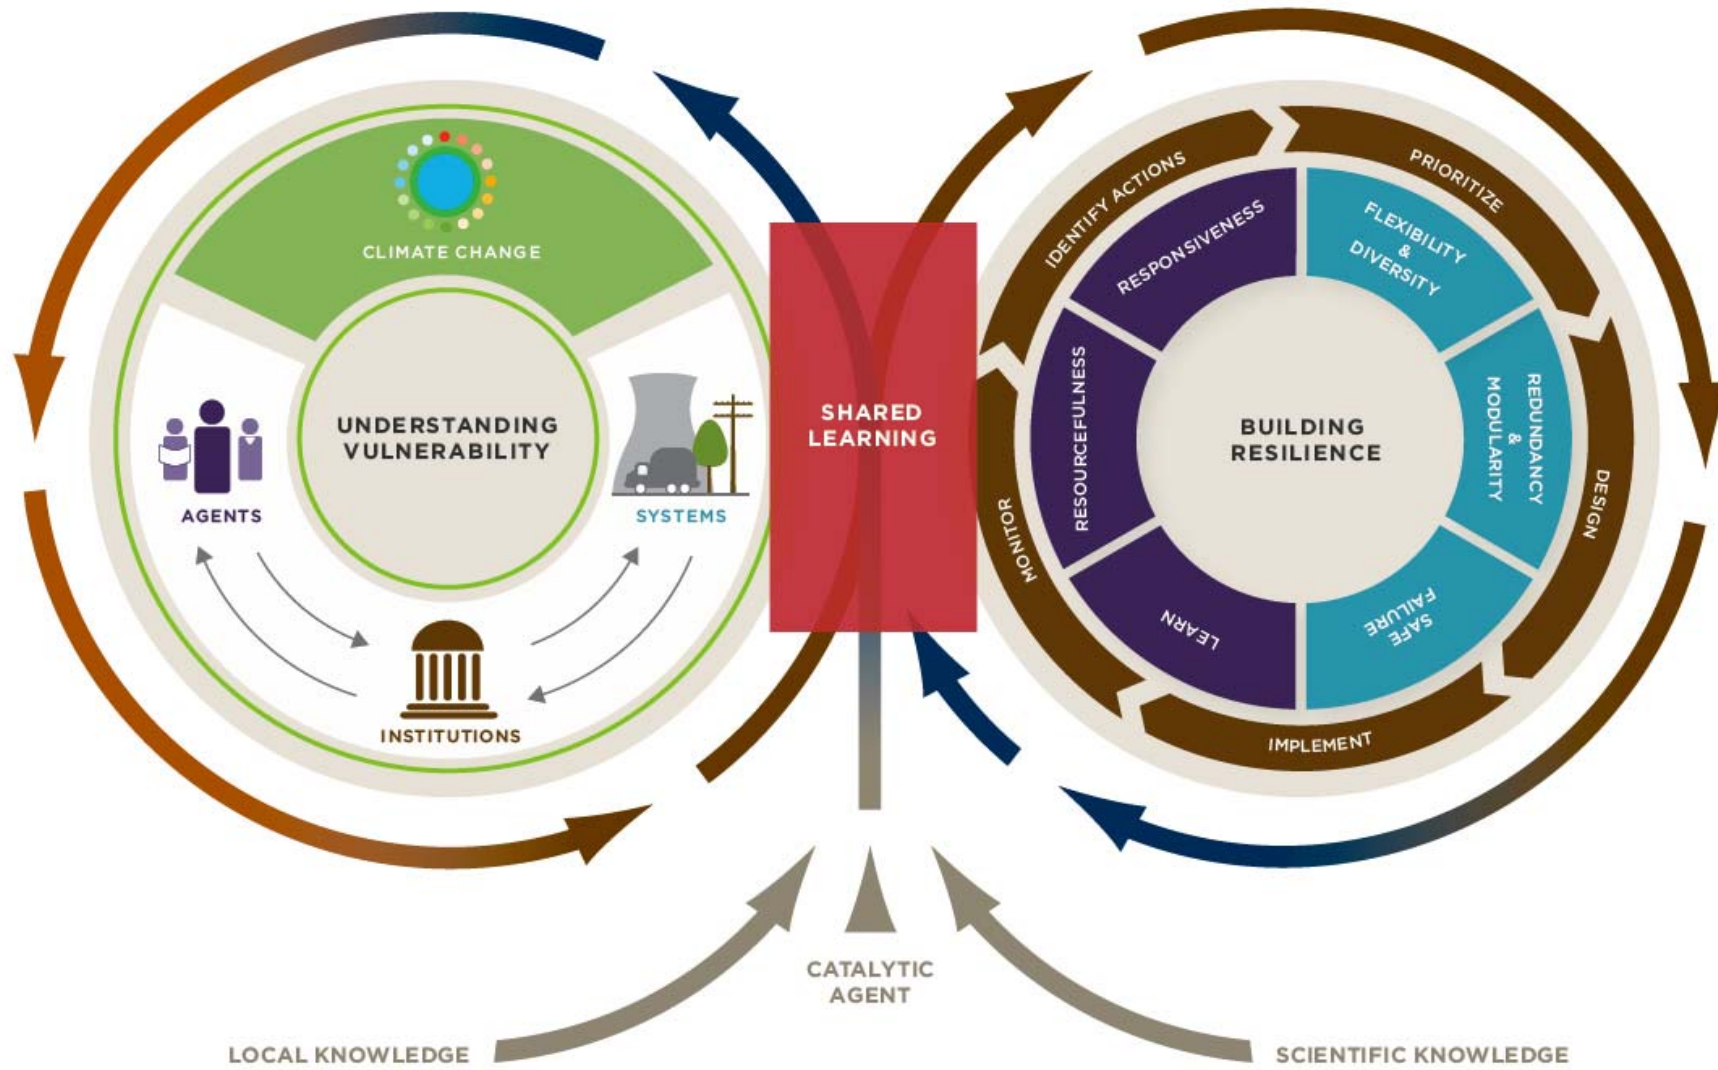 CLIMATE CHANGE
UNDERSTANDING
VULNERABILITY
AGENTS
SYSTEMS
INSTITUTIONS
SHARED
LEARNING
IDENTIFY ACTIONS
PRIORITIZE
DESIGN
IMPLEMENT
MONITOR
RESPONSIVENESS
FLEXIBILITY
&
DIVERSITY
REDUNDANCY
&
MODULARITY
SAFE
FAILURE
LEARN
RESOURCEFULNESS
BUILDING
RESILIENCE
CATALYTIC
AGENT
LOCAL KNOWLEDGE
SCIENTIFIC KNOWLEDGE